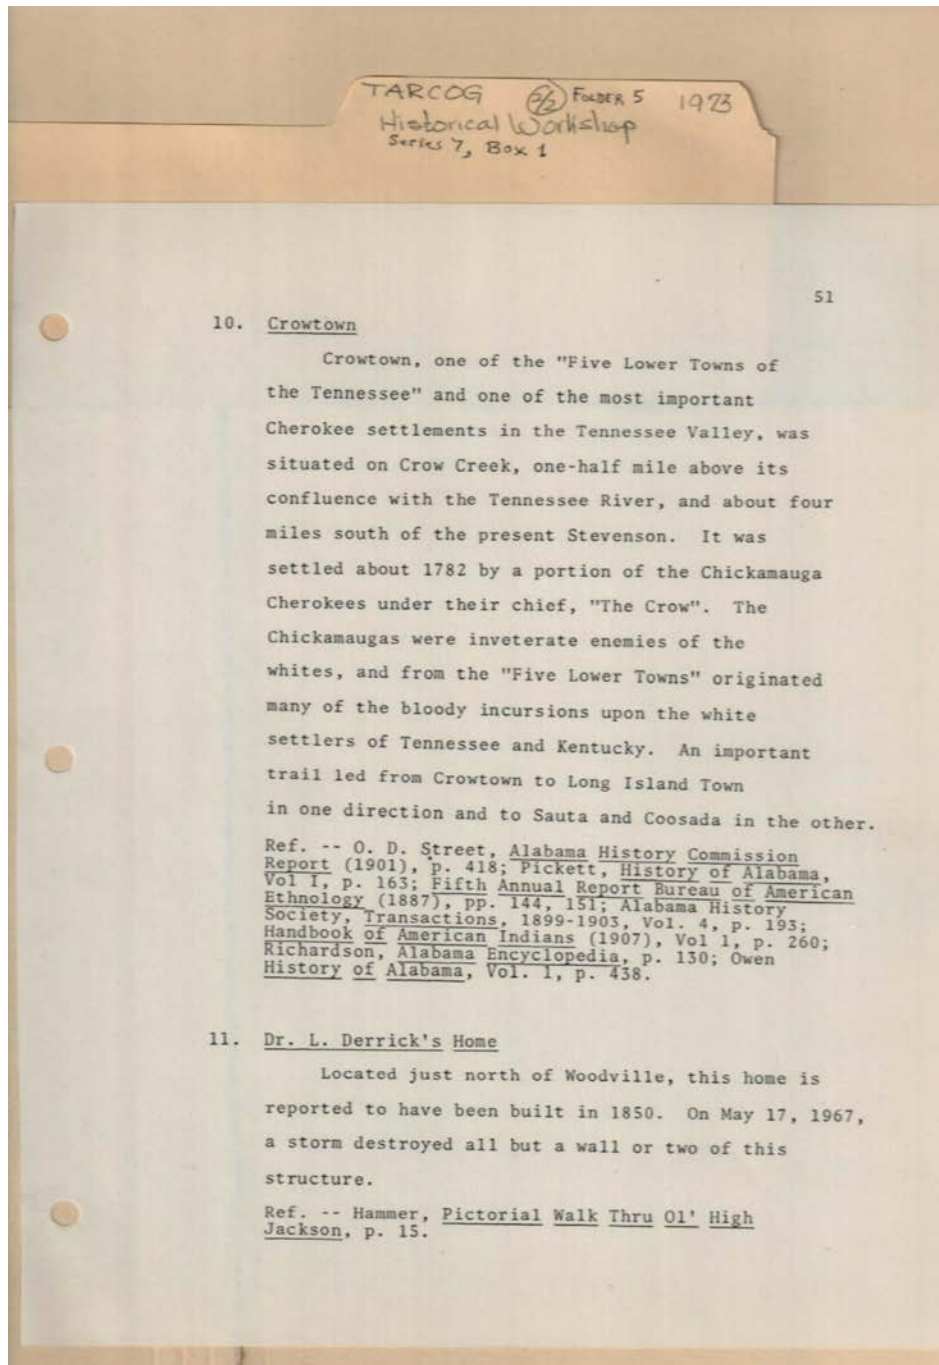 TARCOG 2/2 FOLDER 5 1973
Historical Workshop
Series 7, Box 1
51
10. Crowtown
Crowtown, one of the "Five Lower Towns of
the Tennessee" and one of the most important
Cherokee settlements in the Tennessee Valley, was
situated on Crow Creek, one-half mile above its
confluence with the Tennessee River, and about four
miles south of the present Stevenson. It was
settled about 1782 by a portion of the Chickamauga
Cherokees under their chief, "The Crow". The
Chickamaugas were inveterate enemies of the
whites, and from the "Five Lower Towns" originated
many of the bloody incursions upon the white
settlers of Tennessee and Kentucky. An important
trail led from Crowtown to Long Island Town
in one direction and to Sauta and Coosada in the other.
Ref. -- O. D. Street, Alabama History Commission
Report (1901), p. 418; Pickett, History of Alabama,
Vol I, p. 163; Fifth Annual Report Bureau of American
Ethnology (1887), pp. 144, 151; Alabama History
Society, Transactions, 1899-1903, Vol. 4, p. 193;
Handbook of American Indians (1907), Vol 1, p. 260;
Richardson, Alabama Encyclopedia, p. 130; Owen
History of Alabama, Vol. 1, p. 438.
11. Dr. L. Derrick's Home
Located just north of Woodville, this home is
reported to have been built in 1850. On May 17, 1967,
a storm destroyed all but a wall or two of this
structure.
Ref. -- Hammer, Pictorial Walk Thru Ol' High
Jackson, p. 15.